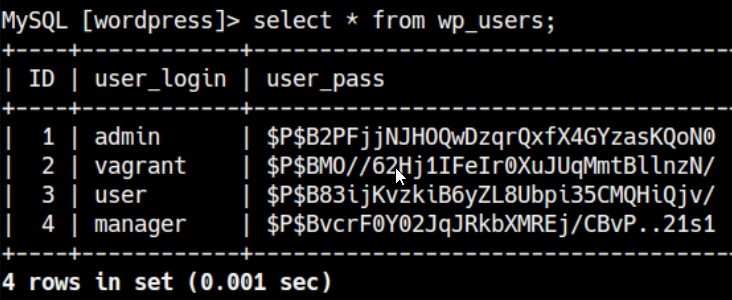 MySQL [wordpress]> select * from wp_users;
+----+------------+------------------------------------
| ID | user_login | user_pass
+----+------------+------------------------------------
| 1 | admin | $P$B2PFjjNJHOQwDzqrQxfX4GYzasKQoN0
| 2 | vagrant | $P$BMO//62Hj1IFeIr0XuJUqMmtBllnzN/
| 3 | user | $P$B83ijKvzkiB6yZL8Ubpi35CMQHiQjv/
| 4 | manager | $P$BvcrF0Y02JqJRkbXMREj/CBvP..21s1
+----+------------+------------------------------------
4 rows in set (0.001 sec)